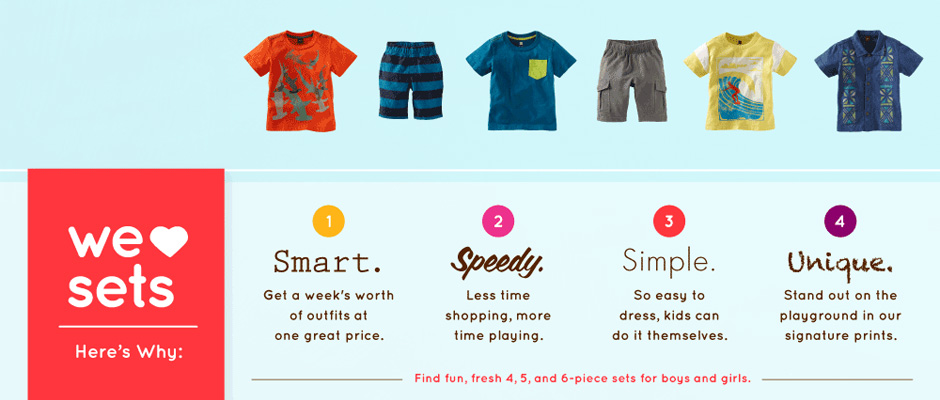 we ♥
sets
Here's Why:
1
Smart.
Get a week's worth
of outfits at
one great price.
2
Speedy.
Less time
shopping, more
time playing.
3
Simple.
So easy to
dress, kids can
do it themselves.
4
Unique.
Stand out on the
playground in our
signature prints.
Find fun, fresh 4, 5, and 6-piece sets for boys and girls.